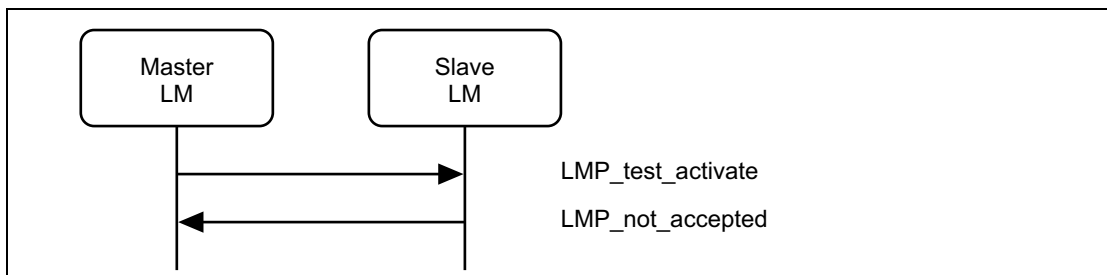 Master
LM
Slave
LM
LMP_test_activate
LMP_not_accepted